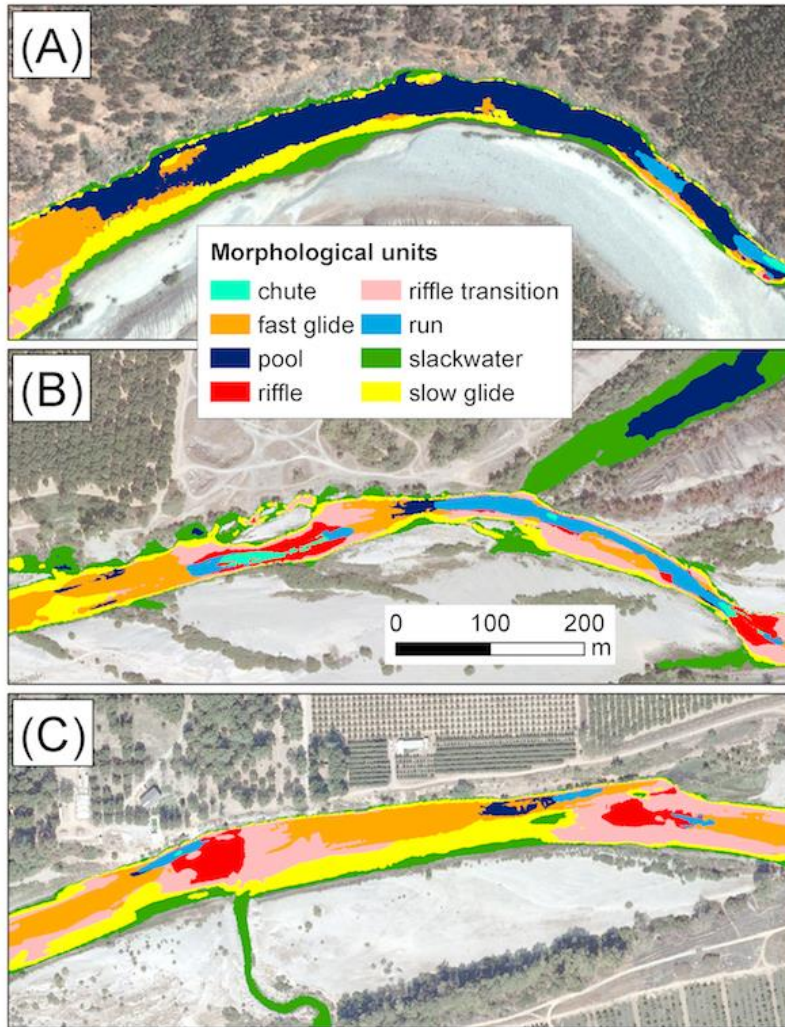 (A)
Morphological units
chute riffle transition
fast glide run
pool slackwater
riffle slow glide
(B)
0 100 200
m
(C)